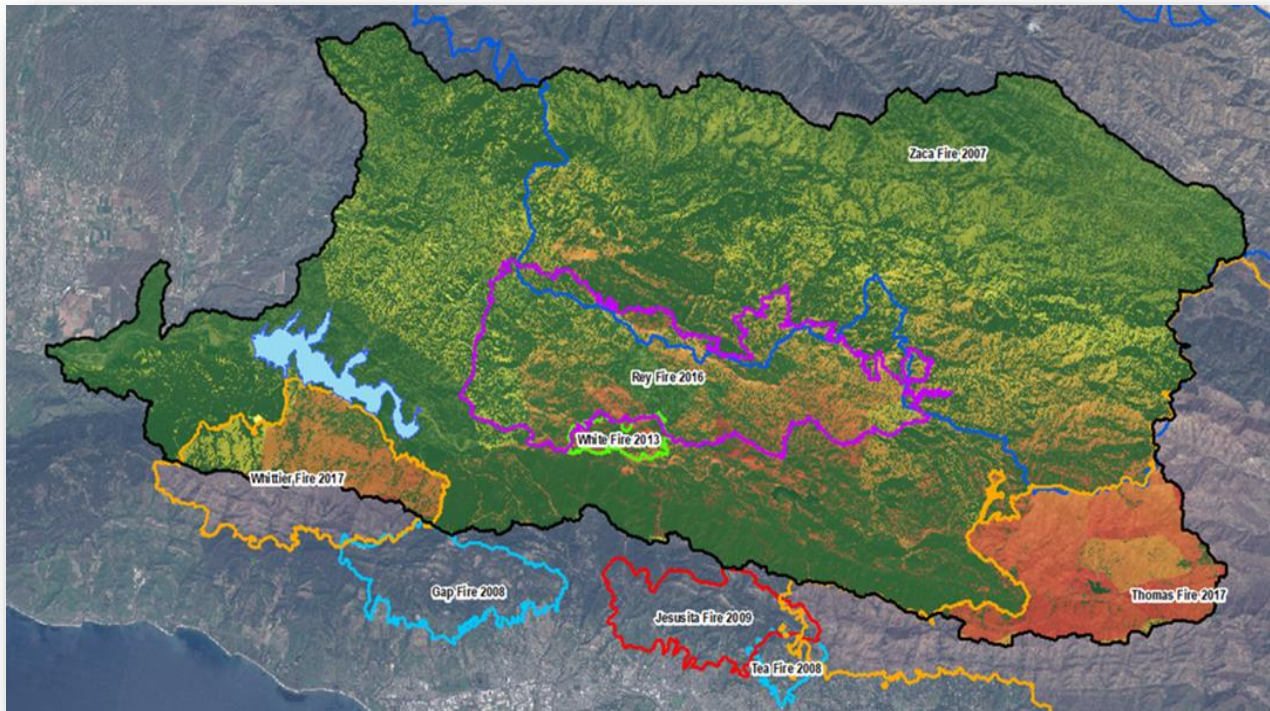 Zaca Fire 2007
Rey Fire 2016
White Fire 2013
Whittier Fire 2017
Gap Fire 2008
Jesusita Fire 2009
Thomas Fire 2017
Tea Fire 2008